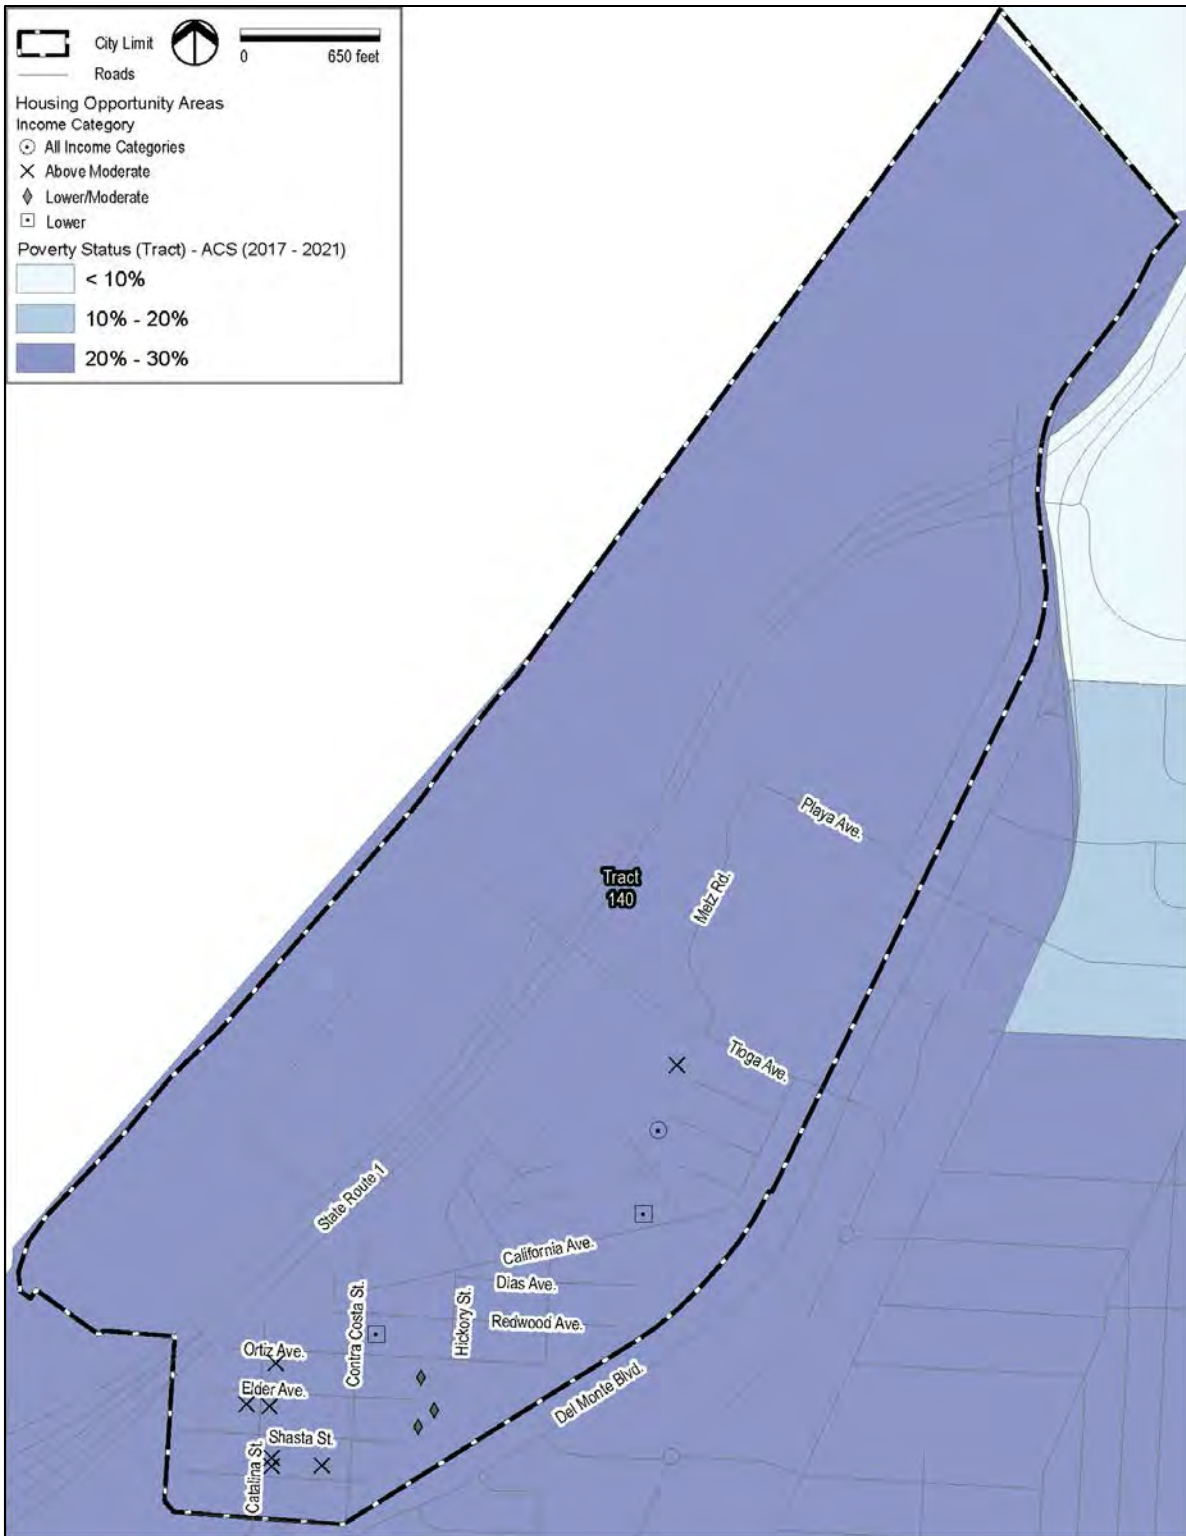 City Limit
0
650 feet
Roads
Housing Opportunity Areas
Income Category
All Income Categories
Above Moderate
Lower/Moderate
Lower
Poverty Status (Tract) - ACS (2017 - 2021)
< 10%
10% - 20%
20% - 30%
Playa Ave.
Tract
140
Metz Rd.
Tioga Ave.
State Route 1
California Ave.
Dias Ave.
Contra Costa St.
Hickory St.
Redwood Ave.
Ortiz Ave.
Elder Ave.
Del Monte Blvd.
Shasta St.
Catalina St.